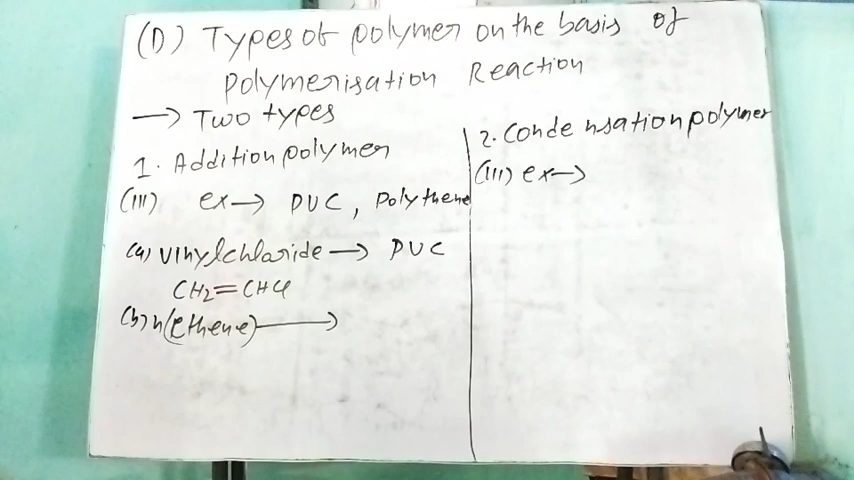 (D) Types of polymer on the basis of
polymerisation Reaction
→ Two types
1. Addition polymer
(III) ex → PVC, polythene
(a) vinylchloride → PVC
CH2=CHCl
(b) n(ethene) →
2. Condensation polymer
(III) ex →